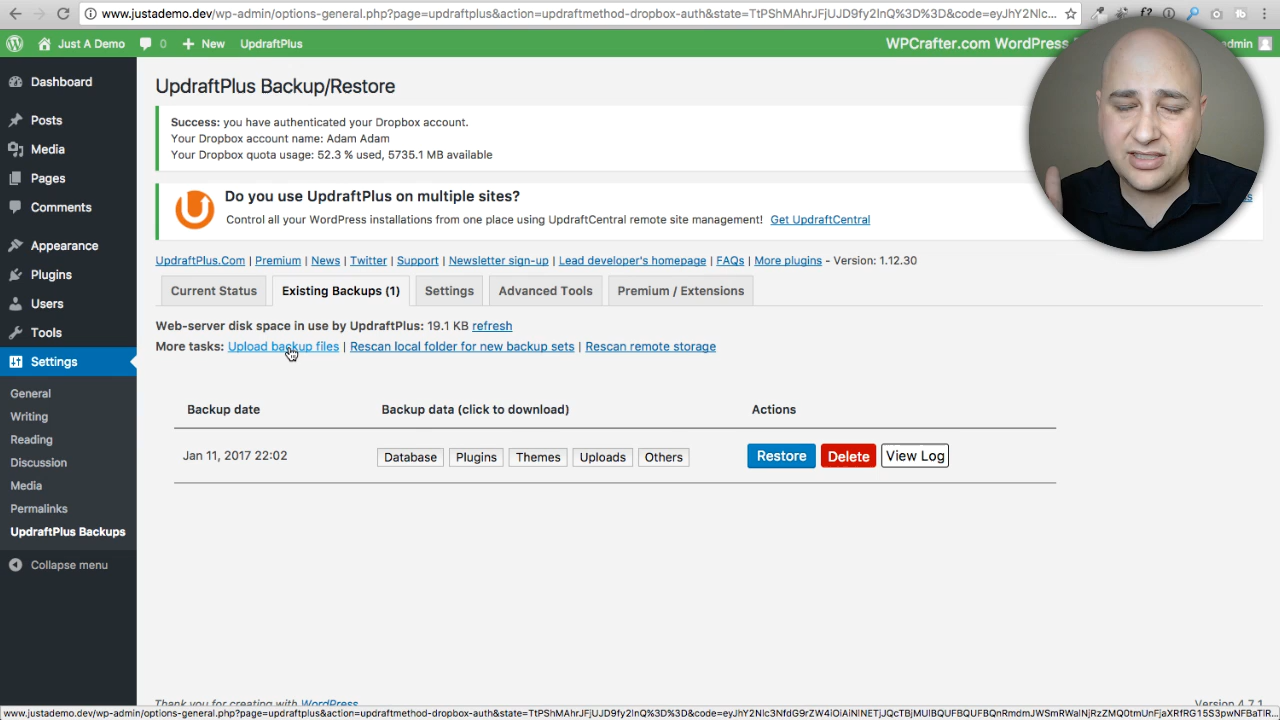 www.justademo.dev/wp-admin/options-general.php?page=updraftplus&action=updraftmethod-dropbox-auth&state=TtPShMAhrJFjUJD9fy2InQ%3D%3D&code=eyJhY2Nlc...
Just A Demo 0 New UpdraftPlus WPCrafter.com WordPress admin
Dashboard
Posts
Media
Pages
Comments
Appearance
Plugins
Users
Tools
Settings
General
Writing
Reading
Discussion
Media
Permalinks
UpdraftPlus Backups
Collapse menu
UpdraftPlus Backup/Restore
Success: you have authenticated your Dropbox account.
Your Dropbox account name: Adam Adam
Your Dropbox quota usage: 52.3 % used, 5735.1 MB available
Do you use UpdraftPlus on multiple sites?
Control all your WordPress installations from one place using UpdraftCentral remote site management! Get UpdraftCentral
UpdraftPlus.Com | Premium | News | Twitter | Support | Newsletter sign-up | Lead developer's homepage | FAQs | More plugins - Version: 1.12.30
Current Status Existing Backups (1) Settings Advanced Tools Premium / Extensions
Web-server disk space in use by UpdraftPlus: 19.1 KB refresh
More tasks: Upload backup files | Rescan local folder for new backup sets | Rescan remote storage
Backup date Backup data (click to download) Actions
Jan 11, 2017 22:02 Database Plugins Themes Uploads Others Restore Delete View Log
Thank you for creating with WordPress
Version 4.7.1